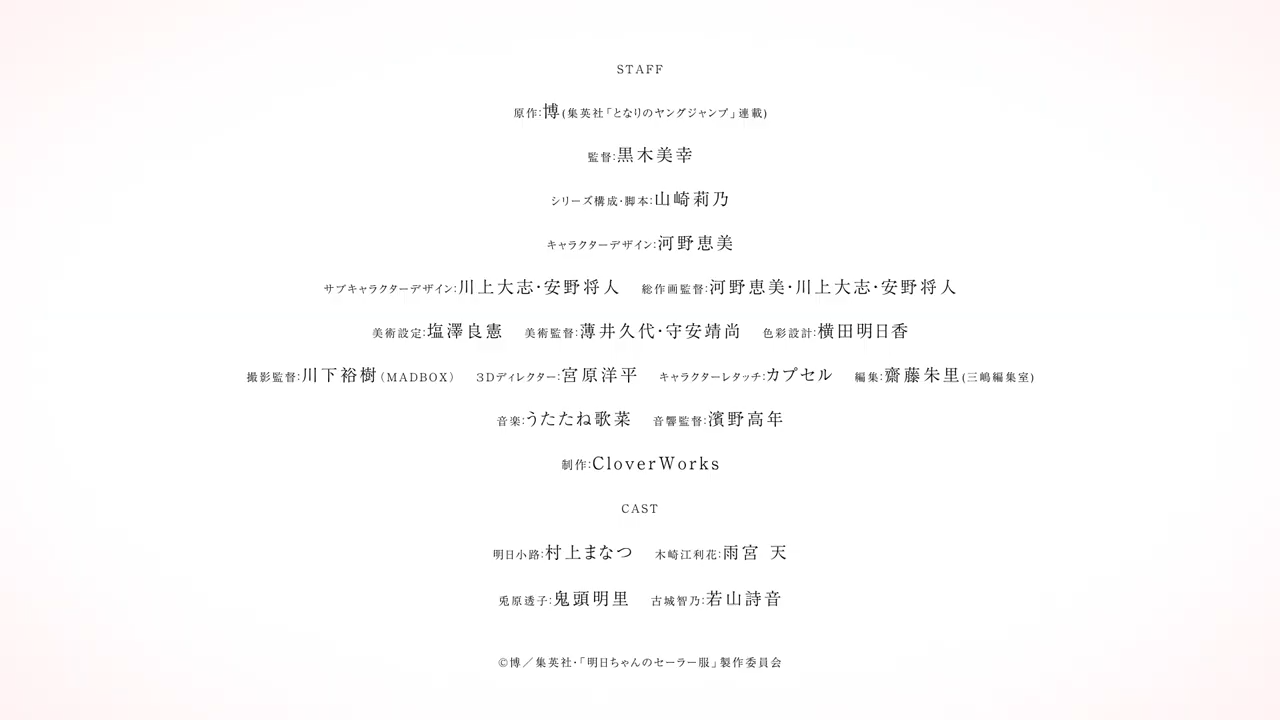 STAFF
原作:博(集英社「となりのヤングジャンプ」連載)
監督:黒木美幸
シリーズ構成・脚本:山崎莉乃
キャラクターデザイン:河野恵美
サブキャラクターデザイン:川上大志・安野将人 総作画監督:河野恵美・川上大志・安野将人
美術設定:塩澤良憲 美術監督:薄井久代・守安靖尚 色彩設計:横田明日香
撮影監督:川下裕樹(MADBOX) 3Dディレクター:宮原洋平 キャラクターレタッチ:カプセル 編集:齋藤朱里(三嶋編集室)
音楽:うたたね歌菜 音響監督:濱野高年
制作:CloverWorks
CAST
明日小路:村上まなつ 木崎江利花:雨宮 天
兎原透子:鬼頭明里 古城智乃:若山詩音
©博/集英社・「明日ちゃんのセーラー服」製作委員会